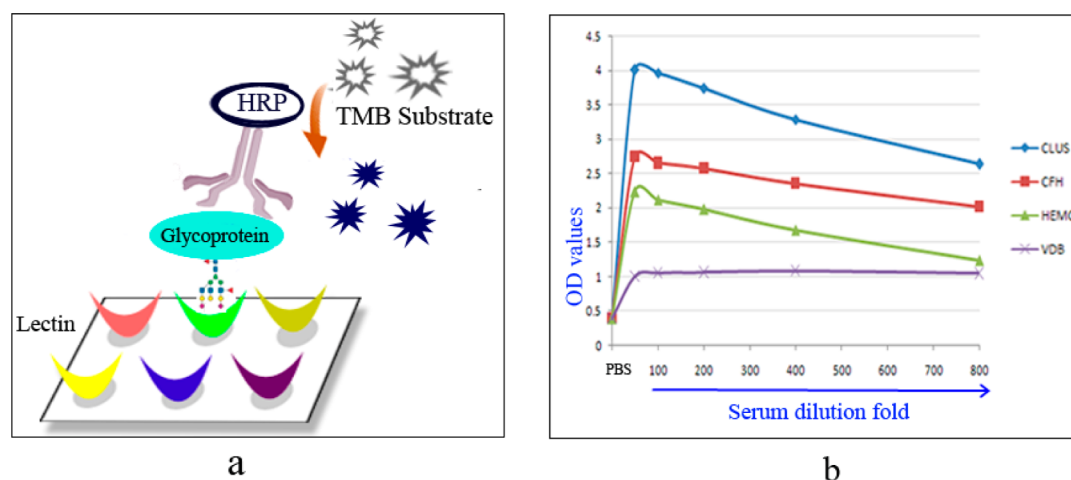 HRP
TMB Substrate
Glycoprotein
Lectin
a
4.5
4
3.5
3
2.5
2
1.5
1
0.5
0
OD values
PBS 100 200 300 400 500 600 700 800
Serum dilution fold
CLUS
CFH
HEMO
VDB
b